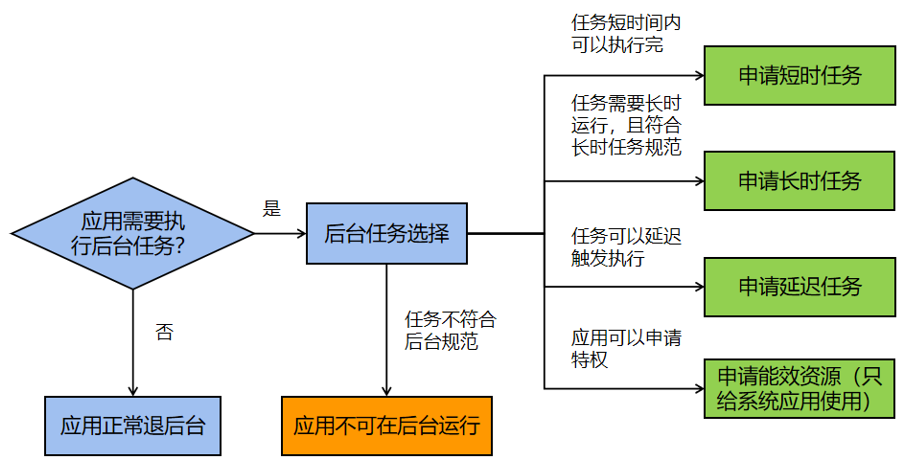 任务短时间内
可以执行完
申请短时任务
任务需要长时
运行，且符合
长时任务规范
申请长时任务
应用需要执
行后台任务?
是
后台任务选择
任务可以延迟
触发执行
申请延迟任务
否
任务不符合
后台规范
应用可以申请
特权
申请能效资源（只
给系统应用使用）
应用正常退后台
应用不可在后台运行